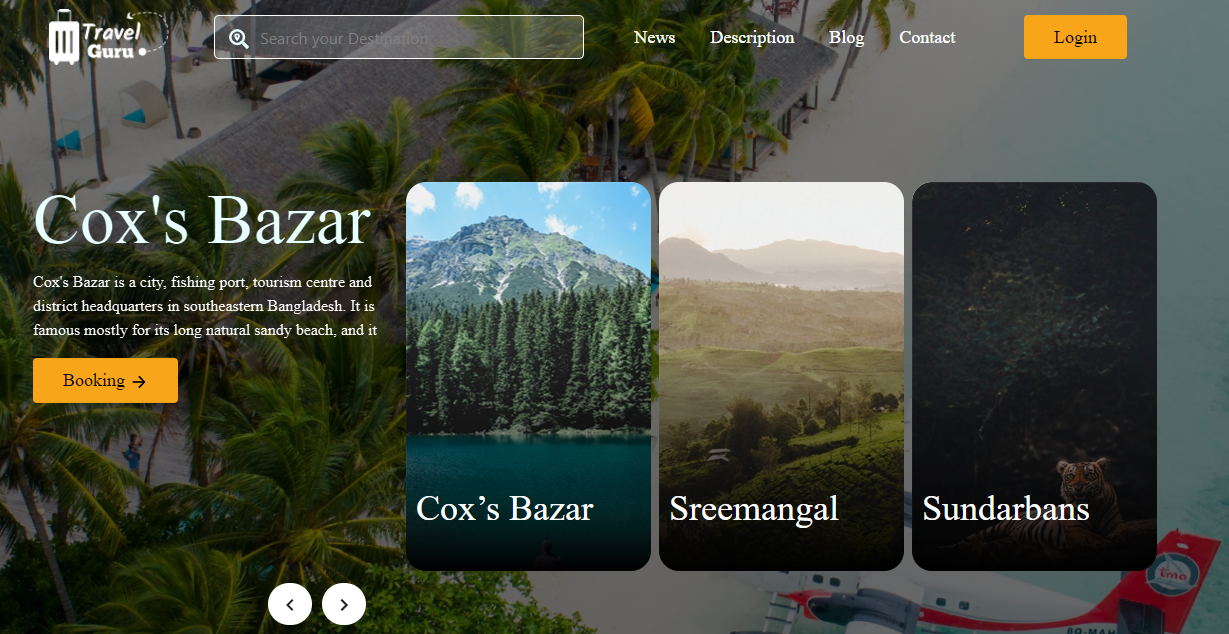 Travel
Guru
Search your Destination
News
Description
Blog
Contact
Login
Cox's Bazar
Cox's Bazar is a city, fishing port, tourism centre and
district headquarters in southeastern Bangladesh. It is
famous mostly for its long natural sandy beach, and it
Booking
Cox’s Bazar
Sreemangal
Sundarbans
tma